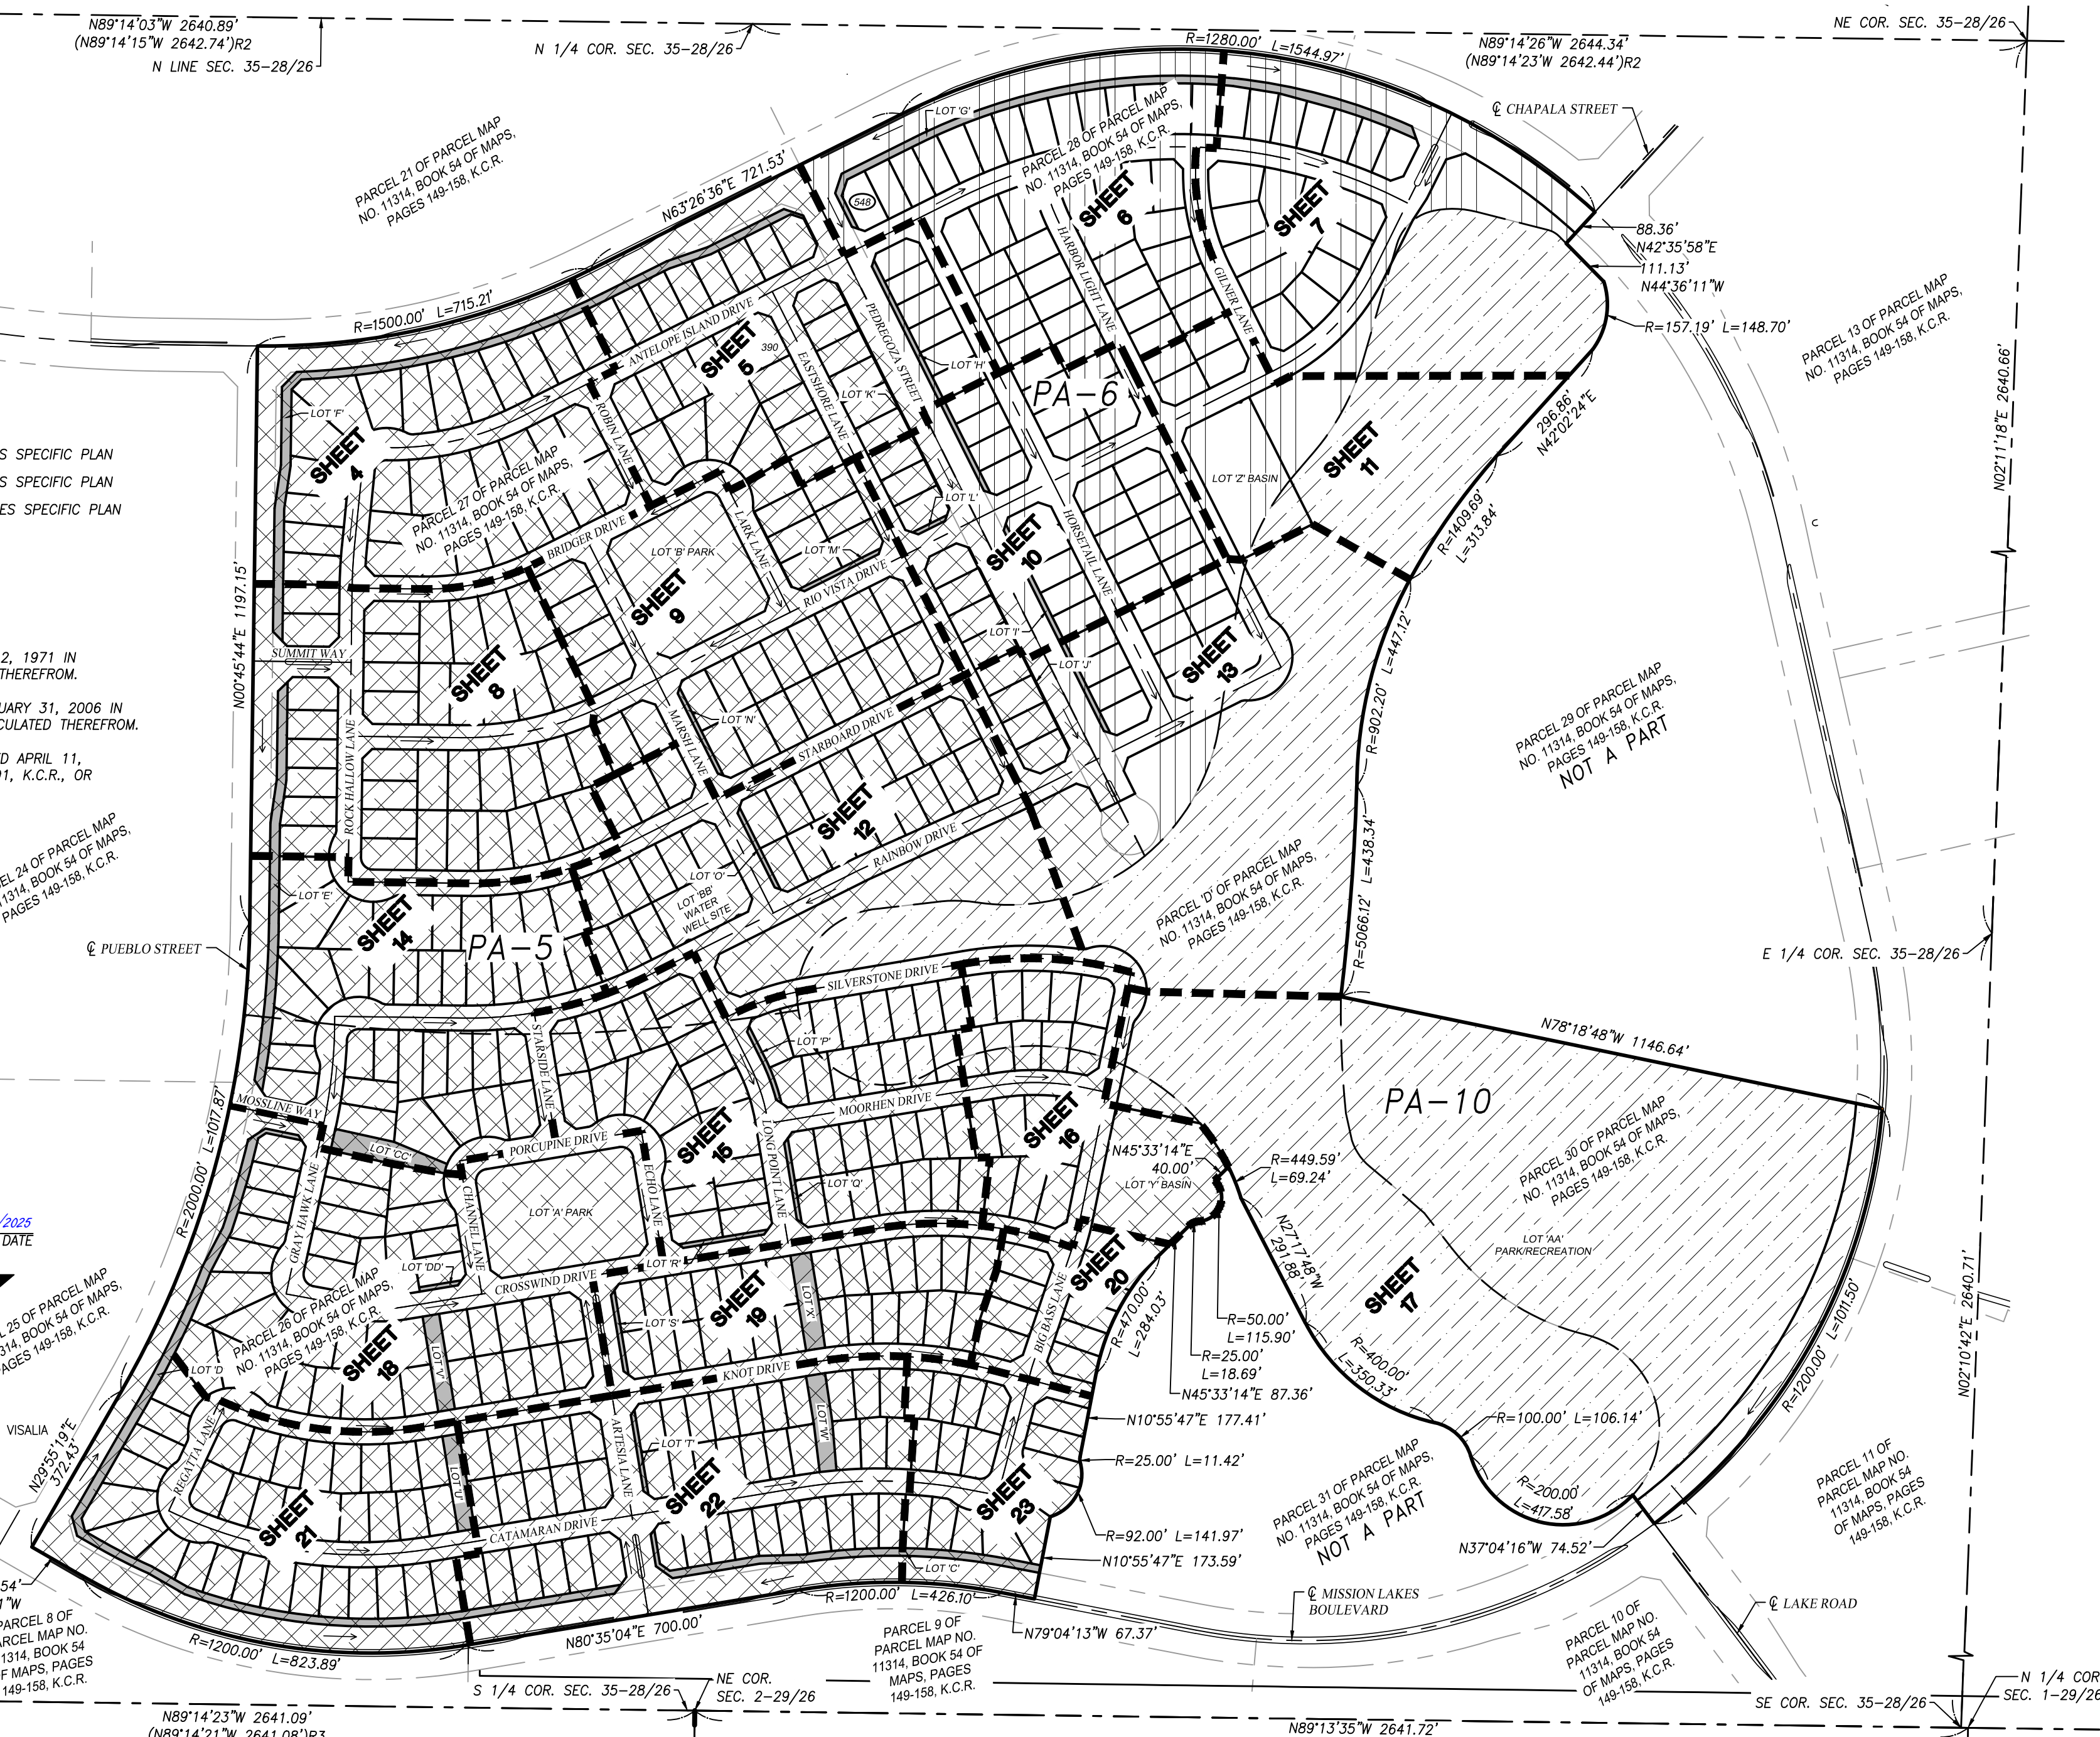 N89°14'03"W 2640.89'
(N89°14'15"W 2642.74')R2
N LINE SEC. 35-28/26
N 1/4 COR. SEC. 35-28/26
R=1280.00' L=1544.97'
N89°14'26"W 2644.34'
(N89°14'23'W 2642.44')R2
NE COR. SEC. 35-28/26
℄ CHAPALA STREET
PARCEL 21 OF PARCEL MAP
NO. 11314, BOOK 54 OF MAPS,
PAGES 149-158, K.C.R.
N63°26'36"E 721.53'
LOT 'G'
PARCEL 28 OF PARCEL MAP
NO. 11314, BOOK 54 OF MAPS,
PAGES 149-158, K.C.R.
548
SHEET
6
SHEET
7
88.36'
N42°35'58"E
111.13'
N44°36'11"W
R=157.19' L=148.70'
PARCEL 13 OF PARCEL MAP
NO. 11314, BOOK 54 OF MAPS,
PAGES 149-158, K.C.R.
R=1500.00' L=715.21'
ANTELOPE ISLAND DRIVE
SHEET
5
390
PEDREGOZA STREET
HARBOR LIGHT LANE
GILNER LANE
EASTSHORE LANE
LOT 'H'
LOT 'K'
PA-6
N02°11'18"E 2640.66'
296.86'
N42°02'24"E
LOT 'F'
SHEET
4
ROBIN LANE
S SPECIFIC PLAN
S SPECIFIC PLAN
ES SPECIFIC PLAN
PARCEL 27 OF PARCEL MAP
NO. 11314, BOOK 54 OF MAPS,
PAGES 149-158, K.C.R.
SHEET
11
LOT 'Z' BASIN
R=1409.69'
L=313.84'
BRIDGER DRIVE
LOT 'B' PARK
LARK LANE
LOT 'L'
LOT 'M'
SHEET
10
HORSETAIL LANE
C
N00°45'44"E 1197.15'
SHEET
9
RIO VISTA DRIVE
LOT 'I'
LOT 'J'
SHEET
13
R=902.20' L=447.12'
SUMMIT WAY
SHEET
8
2, 1971 IN
THEREFROM.
UARY 31, 2006 IN
CULATED THEREFROM.
D APRIL 11,
01, K.C.R., OR
MARSH LANE
LOT 'N'
STARBOARD DRIVE
PARCEL 29 OF PARCEL MAP
NO. 11314, BOOK 54 OF MAPS,
PAGES 149-158, K.C.R.
NOT A PART
ROCK HALLOW LANE
SHEET
12
RAINBOW DRIVE
EL 24 OF PARCEL MAP
11314, BOOK 54 OF MAPS,
PAGES 149-158, K.C.R.
LOT 'E'
LOT 'O'
LOT 'BB'
WATER
WELL SITE
SHEET
14
PA-5
℄ PUEBLO STREET
PARCEL 'D' OF PARCEL MAP
NO. 11314, BOOK 54 OF MAPS,
PAGES 149-158, K.C.R.
R=5066.12' L=438.34'
E 1/4 COR. SEC. 35-28/26
SILVERSTONE DRIVE
N78°18'48"W 1146.64'
STARSIDE LANE
LOT 'P'
MOORHEN DRIVE
PA-10
MOSSLINE WAY
PORCUPINE DRIVE
SHEET
15
LONG POINT LANE
SHEET
16
LOT 'CC'
R=2000.00' L=1017.87'
N45°33'14"E
40.00'
LOT 'Y' BASIN
R=449.59'
L=69.24'
PARCEL 30 OF PARCEL MAP
NO. 11314, BOOK 54 OF MAPS,
PAGES 149-158, K.C.R.
GRAY HAWK LANE
CHANNEL LANE
LOT 'A' PARK
ECHO LANE
LOT 'Q'
/2025
DATE
N27°17'48"W
291.88'
LOT 'AA'
PARK/RECREATION
LOT 'DD'
CROSSWIND DRIVE
LOT 'R'
SHEET
19
LOT 'X'
SHEET
20
SHEET
17
L 25 OF PARCEL MAP
314, BOOK 54 OF MAPS,
AGES 149-158, K.C.R.
PARCEL 26 OF PARCEL MAP
NO. 11314, BOOK 54 OF MAPS,
PAGES 149-158, K.C.R.
SHEET
18
LOT 'S'
BIG BASS LANE
R=470.00'
L=284.03'
R=50.00'
L=115.90'
R=25.00'
L=18.69'
N45°33'14"E 87.36'
R=400.00'
L=350.33'
R=1200.00' L=1011.50'
N02°10'42"E 2640.71'
LOT 'D
LOT 'V'
KNOT DRIVE
N10°55'47"E 177.41'
R=100.00' L=106.14'
VISALIA
N29°55'19"E
372.43'
REGATTA LANE
ARTESIA LANE
LOT 'W'
LOT 'T'
LOT 'U'
R=25.00' L=11.42'
SHEET
21
SHEET
22
SHEET
23
CATAMARAN DRIVE
PARCEL 31 OF PARCEL MAP
NO. 11314, BOOK 54 OF MAPS,
PAGES 149-158, K.C.R.
NOT A PART
R=200.00'
L=417.58'
PARCEL 11 OF
PARCEL MAP NO.
11314, BOOK 54
OF MAPS, PAGES
149-158, K.C.R.
R=92.00' L=141.97'
N37°04'16"W 74.52'
N10°55'47"E 173.59'
LOT 'C'
.54'
1"W
PARCEL 8 OF
ARCEL MAP NO.
1314, BOOK 54
F MAPS, PAGES
149-158, K.C.R.
R=1200.00' L=823.89'
N80°35'04"E 700.00'
R=1200.00' L=426.10'
N79°04'13"W 67.37'
℄ MISSION LAKES
BOULEVARD
℄ LAKE ROAD
PARCEL 9 OF
PARCEL MAP NO.
11314, BOOK 54 OF
MAPS, PAGES
149-158, K.C.R.
PARCEL 10 OF
PARCEL MAP NO.
11314, BOOK 54
OF MAPS, PAGES
149-158, K.C.R.
S 1/4 COR. SEC. 35-28/26
NE COR.
SEC. 2-29/26
SE COR. SEC. 35-28/26
N 1/4 COR
SEC. 1-29/26
N89°14'23"W 2641.09'
(N89°14'21"W 2641.08')R3
N89°13'35"W 2641.72'